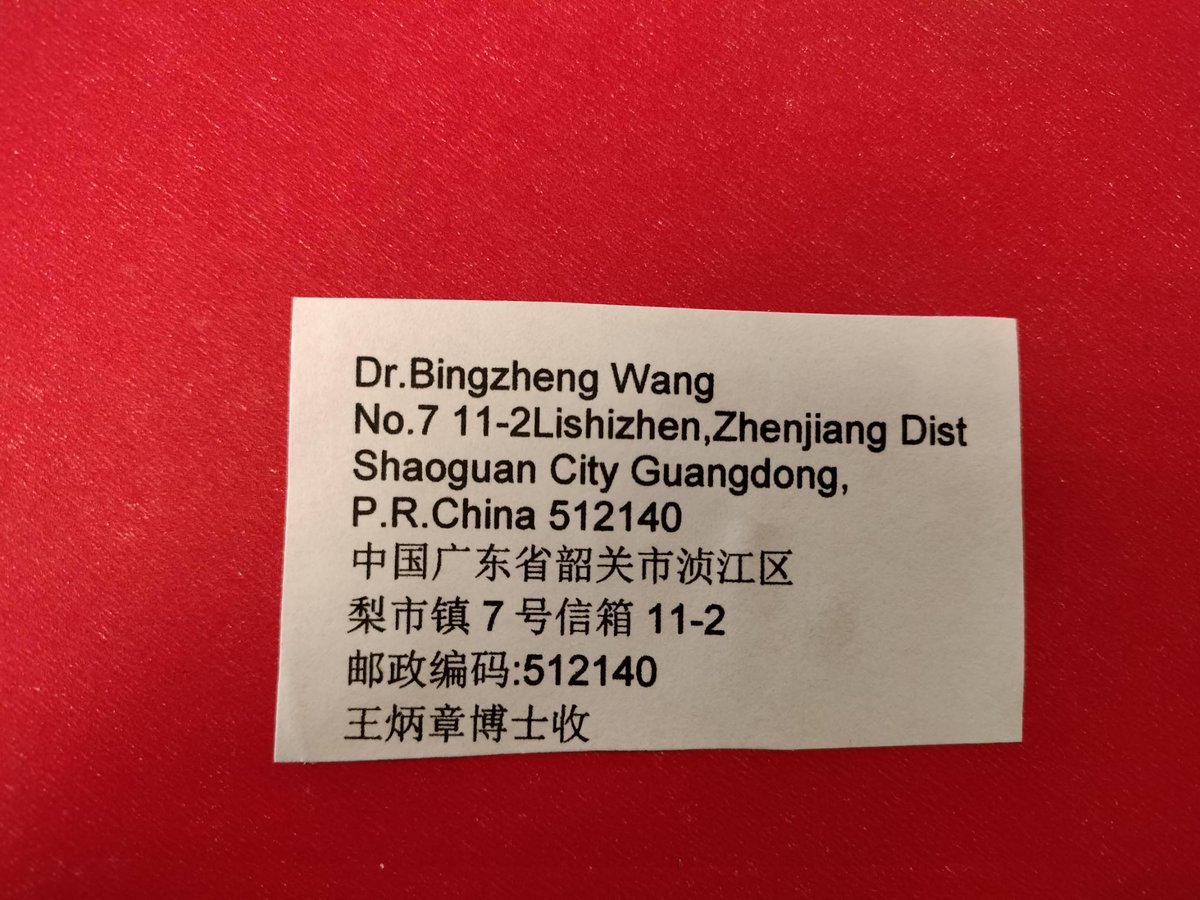 Dr.Bingzheng Wang
No.7 11-2Lishizhen,Zhenjiang Dist
Shaoguan City Guangdong,
P.R.China 512140
中国广东省韶关市浈江区
梨市镇 7 号信箱 11-2
邮政编码:512140
王炳章博士收